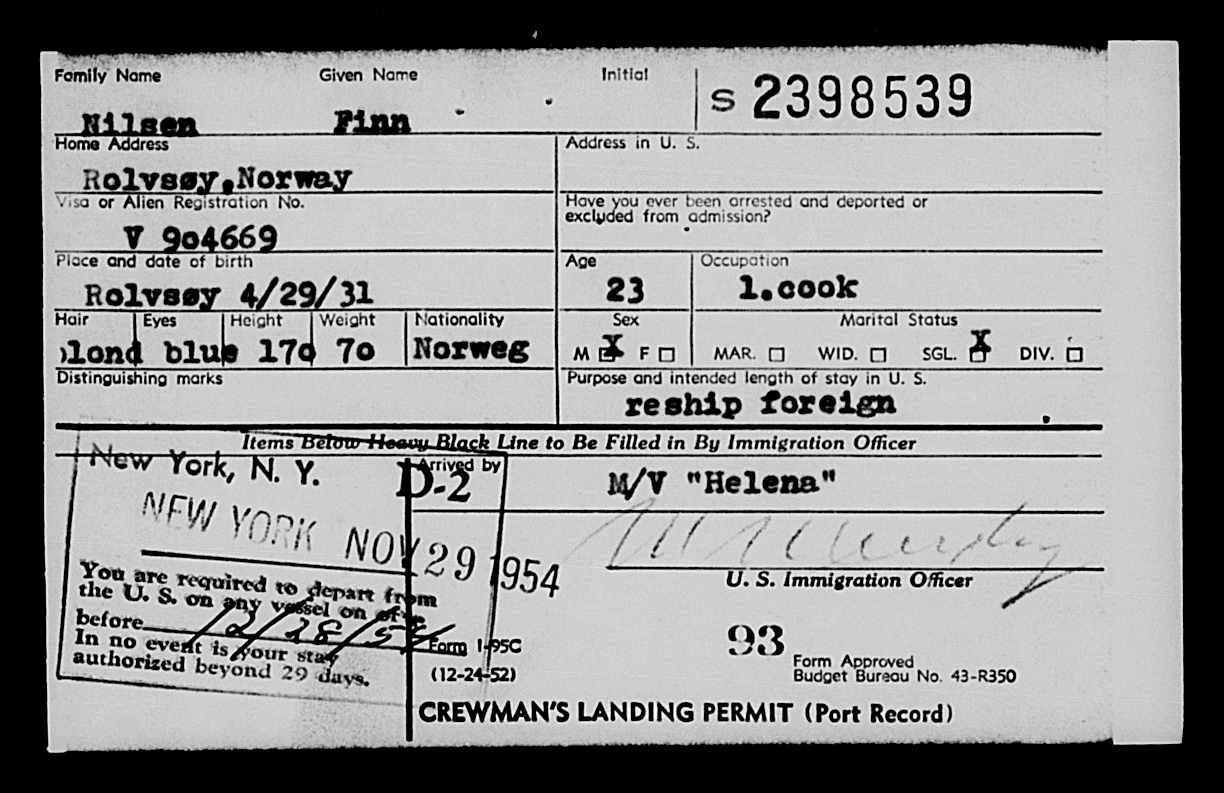 Family Name Given Name Initial
S 2398539
Nilsen Finn
Home Address Address in U. S.
Rolvsøy,Norway
Visa or Alien Registration No. Have you ever been arrested and deported or
excluded from admission?
V 904669
Place and date of birth Age Occupation
Rolvsøy 4/29/31 23 1.cook
Hair Eyes Height Weight Nationality Sex Marital Status
lond blue 170 70 Norweg M X F MAR. WID. SGL. X DIV.
Distinguishing marks Purpose and intended length of stay in U. S.
reship foreign
Items Below Heavy Black Line to Be Filled in By Immigration Officer
New York, N. Y. Arrived by
D-2 M/V "Helena"
NEW YORK NOV 29 1954
You are required to depart from
the U. S. on any vessel on or
before 12/28/54
In no event is your stay
authorized beyond 29 days.
U. S. Immigration Officer
93
Form I-95C
(12-24-52)
Form Approved
Budget Bureau No. 43-R350
CREWMAN'S LANDING PERMIT (Port Record)